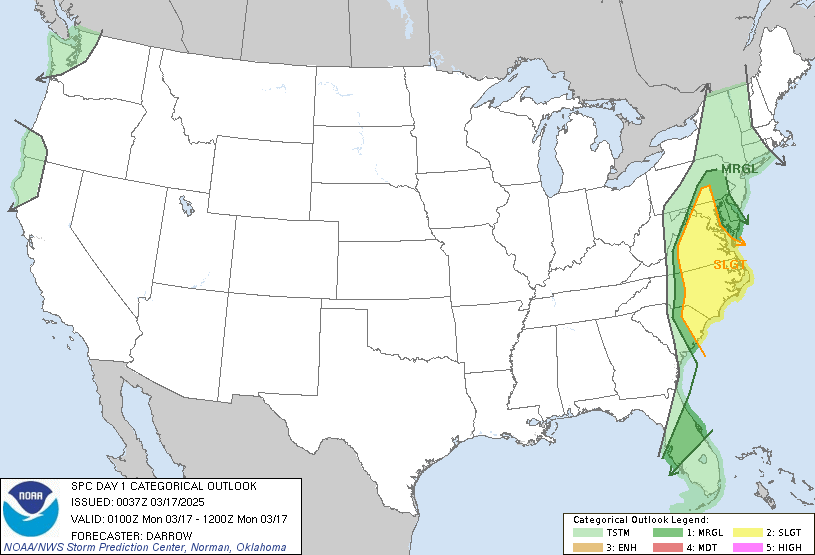 MRGL
SLGT
NOAA
SPC DAY 1 CATEGORICAL OUTLOOK
ISSUED: 0037Z 03/17/2025
VALID: 0100Z Mon 03/17 - 1200Z Mon 03/17
FORECASTER: DARROW
NOAA/NWS Storm Prediction Center, Norman, Oklahoma
Categorical Outlook Legend:
TSTM 1: MRGL 2: SLGT
3: ENH 4: MDT 5: HIGH